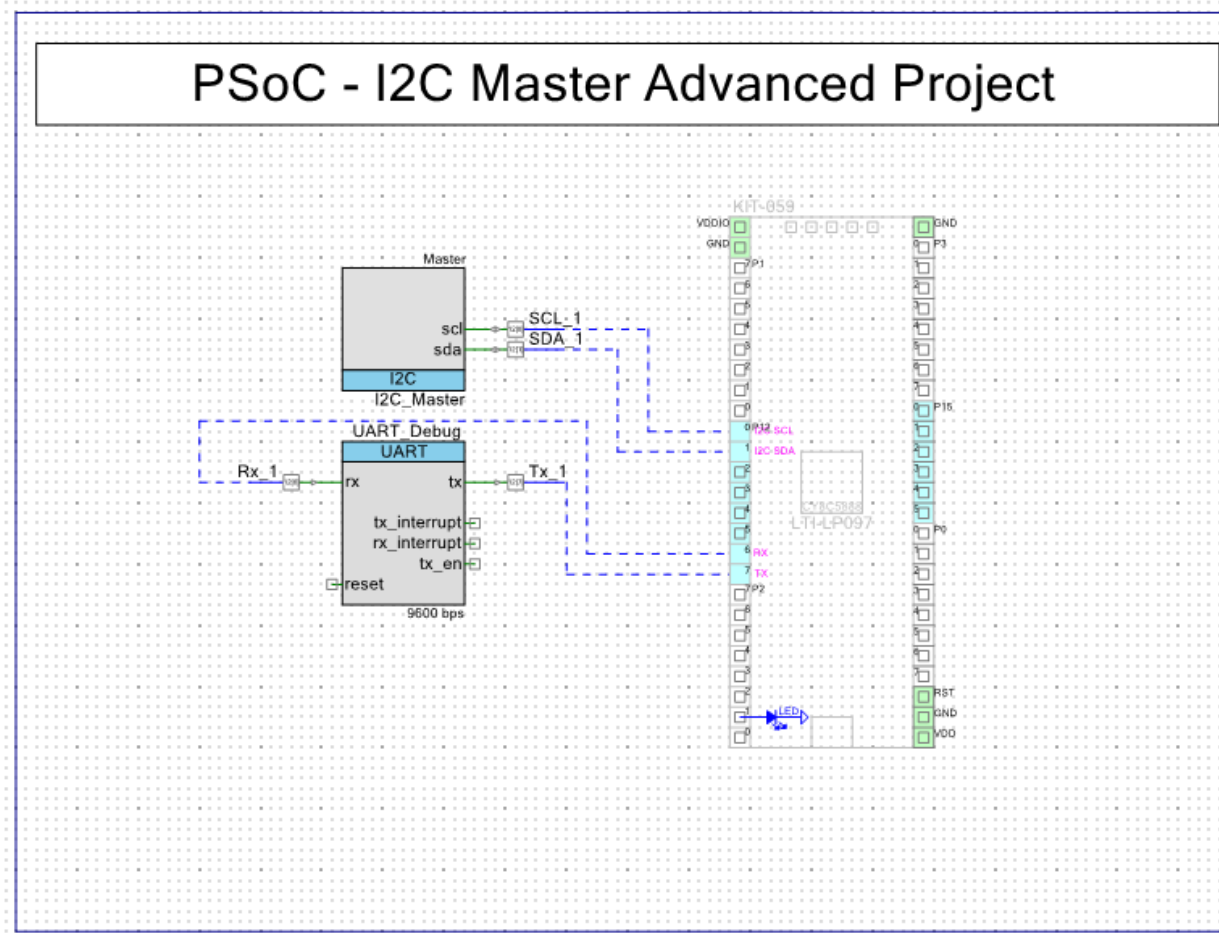 PSoC - I2C Master Advanced Project
KIT-059
VDDIO
GND
GND
P3
P1
Master
scl
SCL_1
sda
SDA_1
I2C
I2C_Master
P15
P12
I2C SCL
I2C SDA
UART_Debug
UART
Rx_1
rx
tx
Tx_1
tx_interrupt
rx_interrupt
tx_en
reset
9600 bps
LTI-LP097
P0
RX
TX
P2
RST
GND
VDD
LED